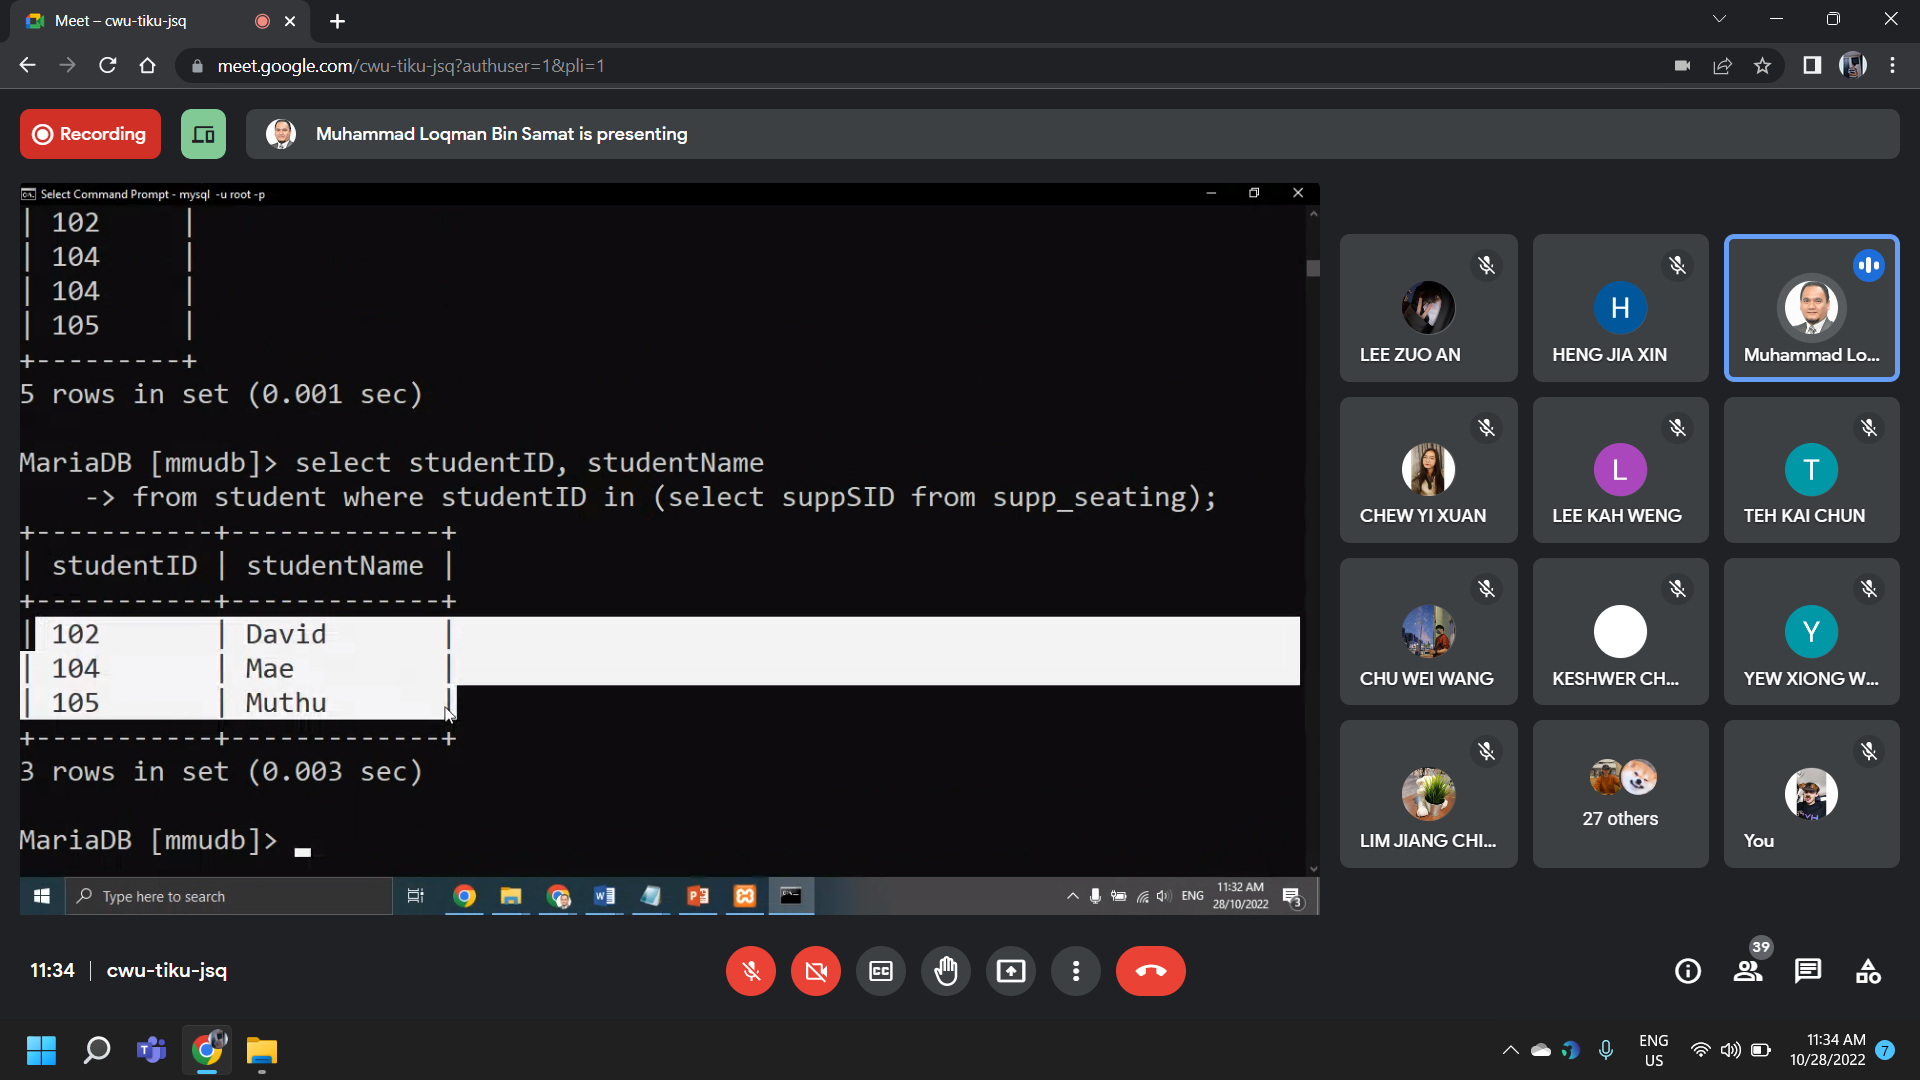 Meet – cwu-tiku-jsq
meet.google.com/cwu-tiku-jsq?authuser=1&pli=1
Recording
Muhammad Loqman Bin Samat is presenting
Select Command Prompt - mysql -u root -p
| 102 |
| 104 |
| 104 |
| 105 |
+---------+
5 rows in set (0.001 sec)
MariaDB [mmudb]> select studentID, studentName
-> from student where studentID in (select suppSID from supp_seating);
+-----------+-------------+
| studentID | studentName |
+-----------+-------------+
| 102 | David |
| 104 | Mae |
| 105 | Muthu |
+-----------+-------------+
3 rows in set (0.003 sec)
MariaDB [mmudb]> _
Type here to search
ENG
11:32 AM
28/10/2022
3
LEE ZUO AN
H
HENG JIA XIN
Muhammad Lo...
CHEW YI XUAN
L
LEE KAH WENG
T
TEH KAI CHUN
CHU WEI WANG
KESHWER CH...
Y
YEW XIONG W...
LIM JIANG CHI...
27 others
You
11:34 | cwu-tiku-jsq
CC
39
ENG
US
11:34 AM
10/28/2022
7